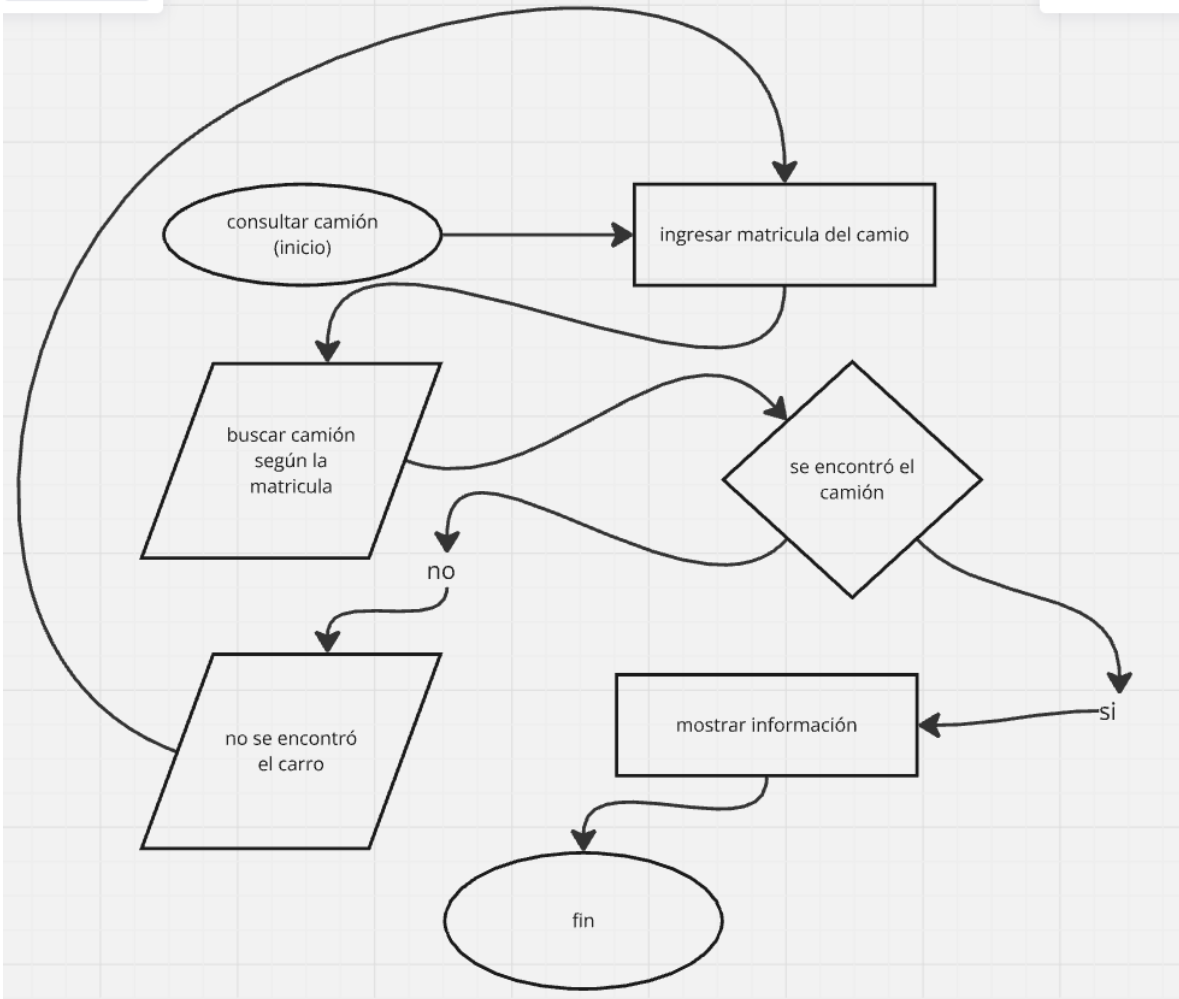 consultar camión
(inicio)
ingresar matricula del camio
buscar camión
según la
matricula
se encontró el
camión
no
no se encontró
el carro
si
mostrar información
fin